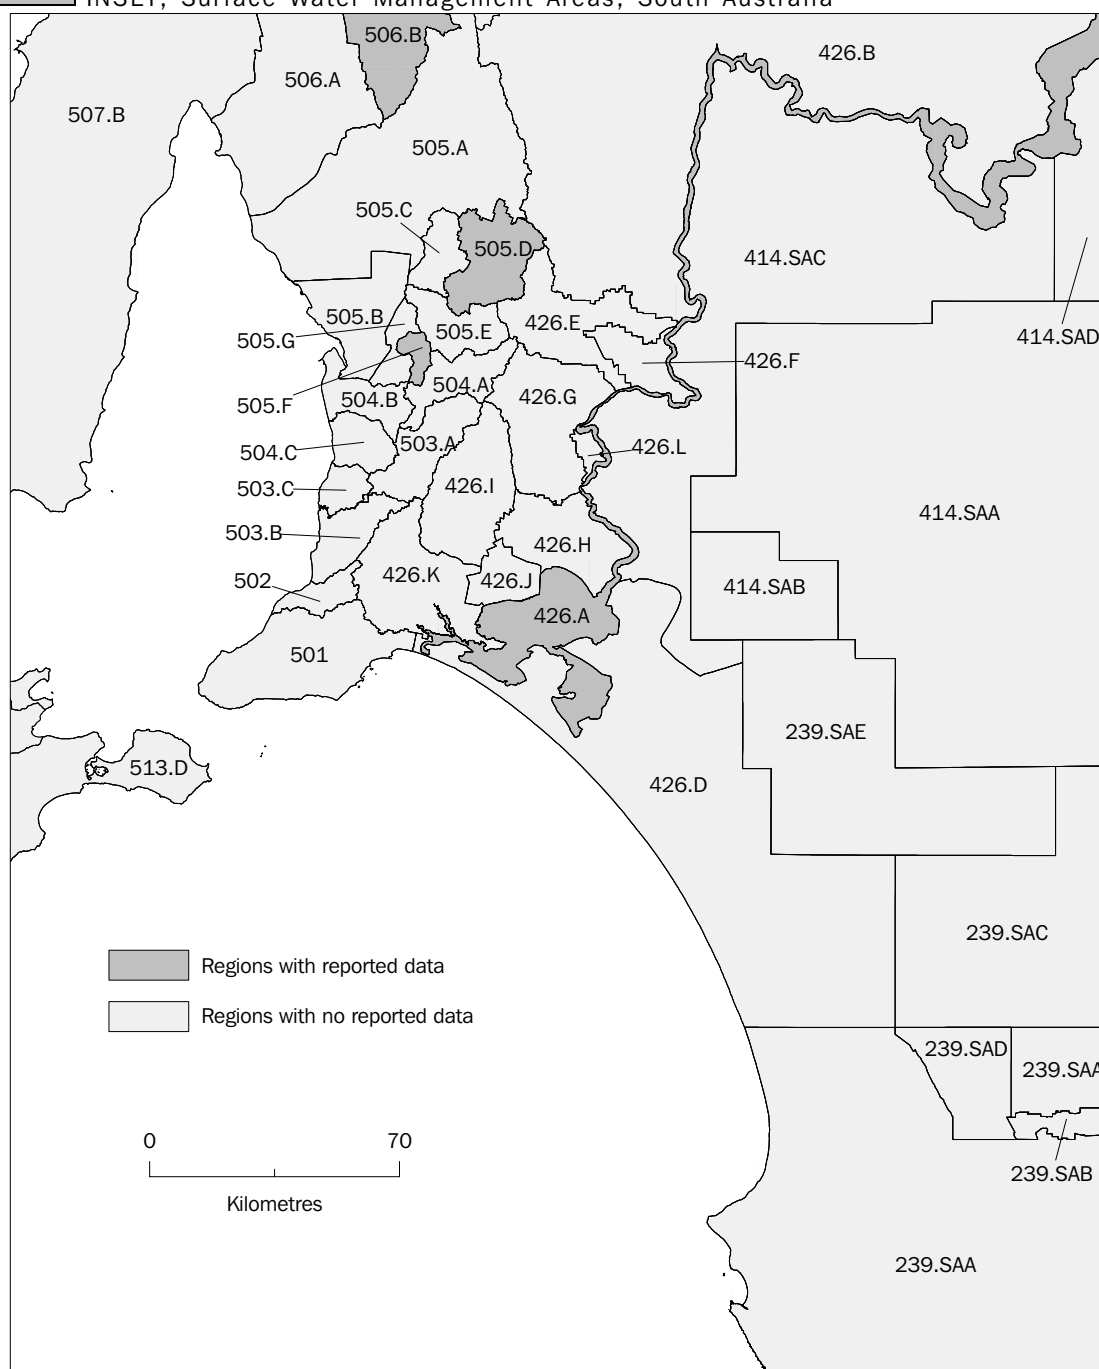 INSET, Surface Water Management Areas, South Australia
506.B
426.B
506.A
507.B
505.A
505.C
505.D
414.SAC
505.B
426.E
505.G
505.E
414.SAD
426.F
504.A
426.G
504.B
505.F
503.A
426.L
504.C
426.I
503.C
414.SAA
503.B
426.H
426.K
426.J
502
414.SAB
426.A
501
239.SAE
513.D
426.D
239.SAC
Regions with reported data
Regions with no reported data
239.SAD
239.SAA
0 70
239.SAB
Kilometres
239.SAA